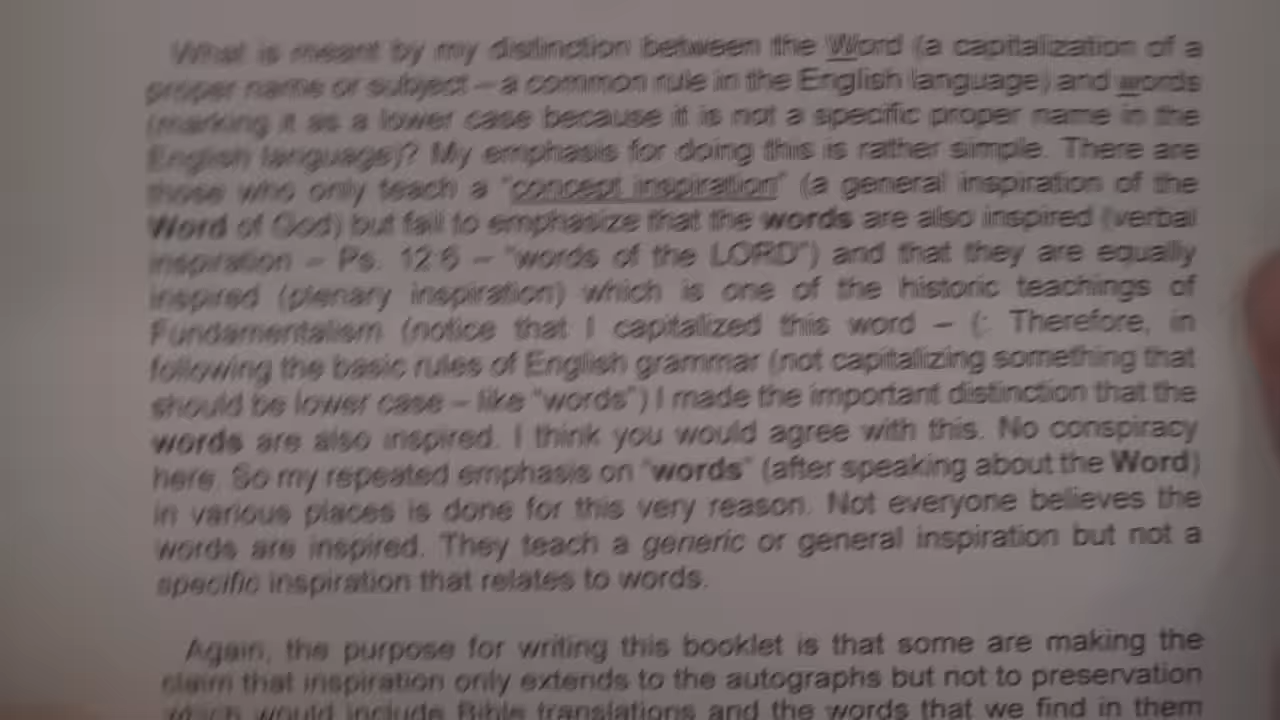 What is meant by my distinction between the Word (a capitalization of a
proper name or subject – a common rule in the English language) and words
(marking it as a lower case because it is not a specific proper name in the
English language)? My emphasis for doing this is rather simple. There are
those who only teach a "concept inspiration" (a general inspiration of the
Word of God) but fail to emphasize that the words are also inspired (verbal
inspiration – Ps. 12:6 – "words of the LORD") and that they are equally
inspired (plenary inspiration) which is one of the historic teachings of
Fundamentalism (notice that I capitalized this word – (: Therefore, in
following the basic rules of English grammar (not capitalizing something that
should be lower case – like "words") I made the important distinction that the
words are also inspired. I think you would agree with this. No conspiracy
here. So my repeated emphasis on "words" (after speaking about the Word)
in various places is done for this very reason. Not everyone believes the
words are inspired. They teach a generic or general inspiration but not a
specific inspiration that relates to words.
Again, the purpose for writing this booklet is that some are making the
claim that inspiration only extends to the autographs but not to preservation
which would include Bible translations and the words that we find in them